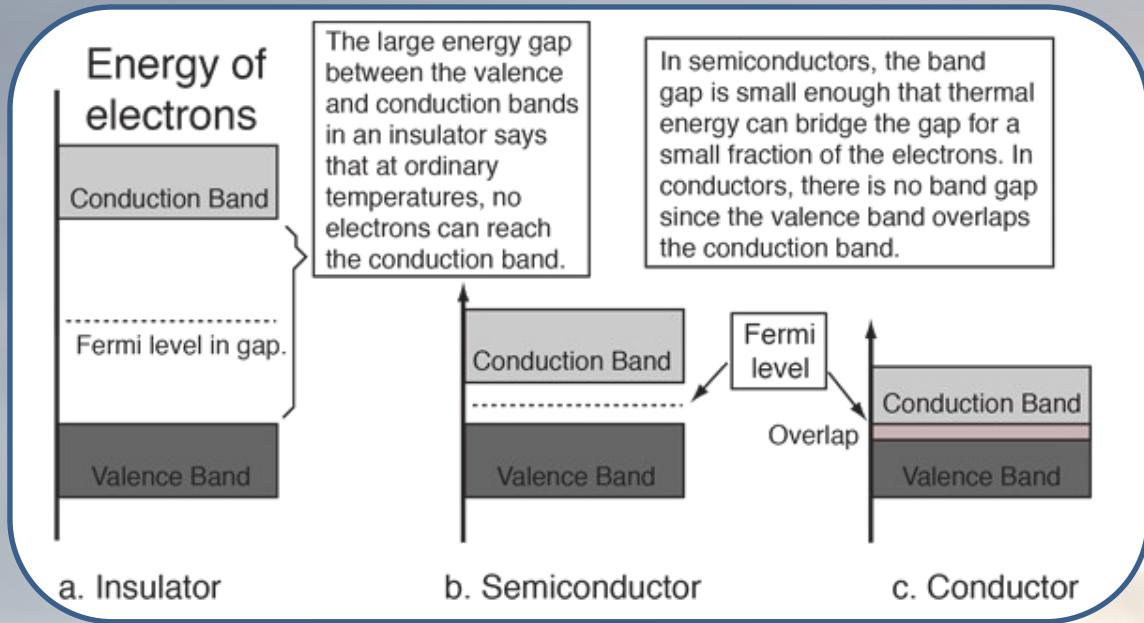 Energy of
electrons
Conduction Band
Fermi level in gap.
Valence Band
a. Insulator
The large energy gap
between the valence
and conduction bands
in an insulator says
that at ordinary
temperatures, no
electrons can reach
the conduction band.
In semiconductors, the band
gap is small enough that thermal
energy can bridge the gap for a
small fraction of the electrons. In
conductors, there is no band gap
since the valence band overlaps
the conduction band.
Conduction Band
Valence Band
b. Semiconductor
Fermi
level
Conduction Band
Overlap
Valence Band
c. Conductor